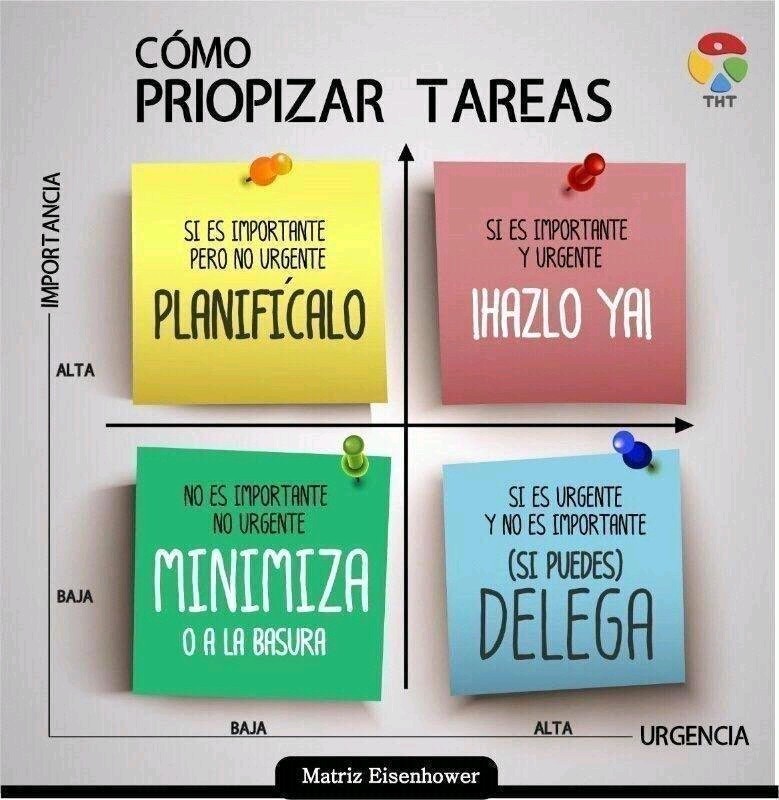 CÓMO
PRIOPIZAR TAREAS
THT
IMPORTANCIA
SI ES IMPORTANTE
PERO NO URGENTE
PLANIFÍCALO
SI ES IMPORTANTE
Y URGENTE
¡HAZLO YA!
ALTA
NO ES IMPORTANTE
NO URGENTE
MINIMIZA
O A LA BASURA
SI ES URGENTE
Y NO ES IMPORTANTE
(SI PUEDES)
DELEGA
BAJA
BAJA
ALTA
URGENCIA
Matriz Eisenhower